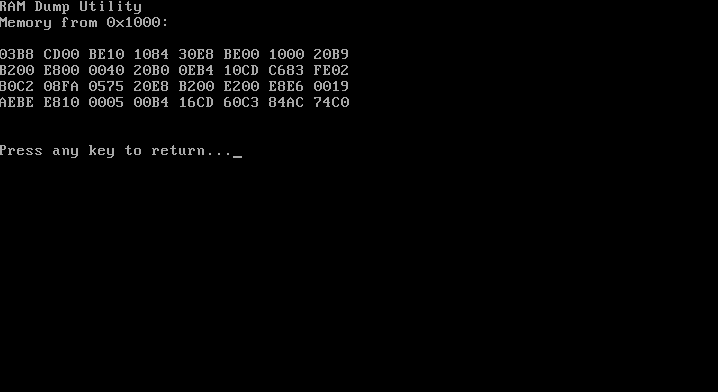 RAM Dump Utility
Memory from 0x1000:
03B8 CD00 BE10 1084 30E8 BE00 1000 20B9
B200 E800 0040 20B0 0EB4 10CD C683 FE02
B0C2 08FA 0575 20E8 B200 E200 E8E6 0019
AEBE E810 0005 00B4 16CD 60C3 84AC 74C0
Press any key to return..._